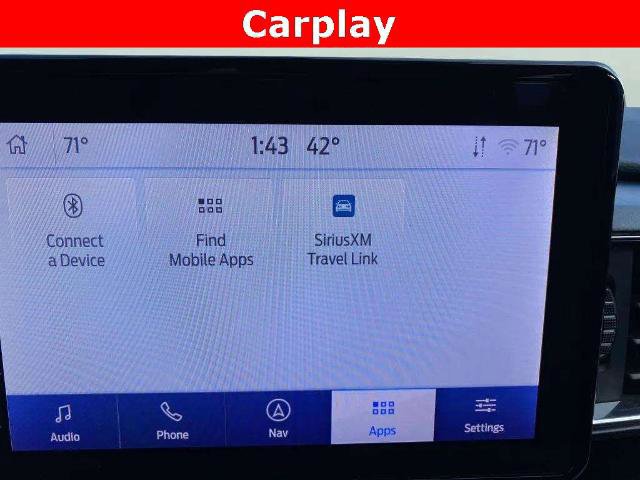 Carplay
71° 1:43 42° 71°
Connect
a Device
Find
Mobile Apps
SiriusXM
Travel Link
Audio Phone Nav Apps Settings